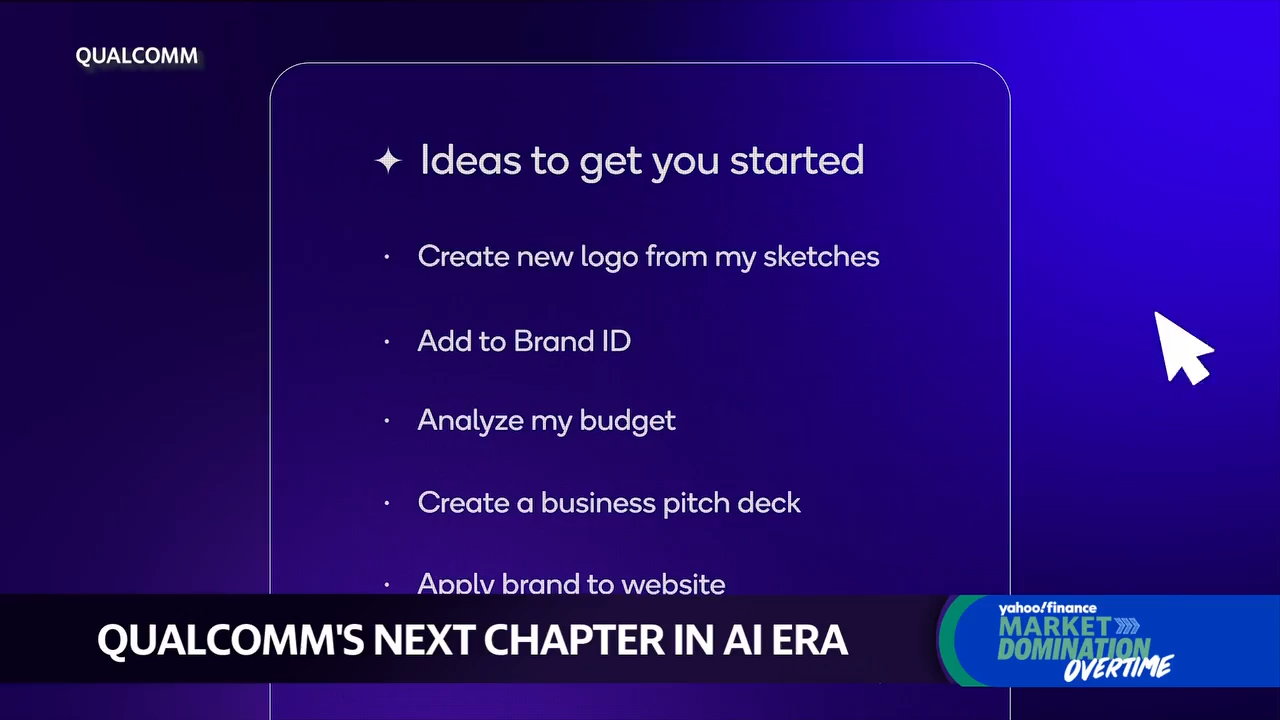 QUALCOMM
Ideas to get you started
· Create new logo from my sketches
· Add to Brand ID
· Analyze my budget
· Create a business pitch deck
· Apply brand to website
QUALCOMM'S NEXT CHAPTER IN AI ERA
yahoo!finance
MARKET
DOMINATION
OVERTIME